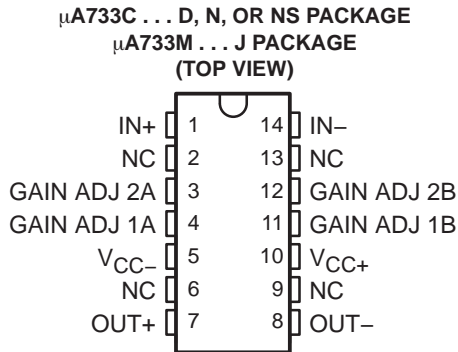 μA733C . . . D, N, OR NS PACKAGE
μA733M . . . J PACKAGE
(TOP VIEW)
IN+ 1 14 IN−
NC 2 13 NC
GAIN ADJ 2A 3 12 GAIN ADJ 2B
GAIN ADJ 1A 4 11 GAIN ADJ 1B
VCC− 5 10 VCC+
NC 6 9 NC
OUT+ 7 8 OUT−